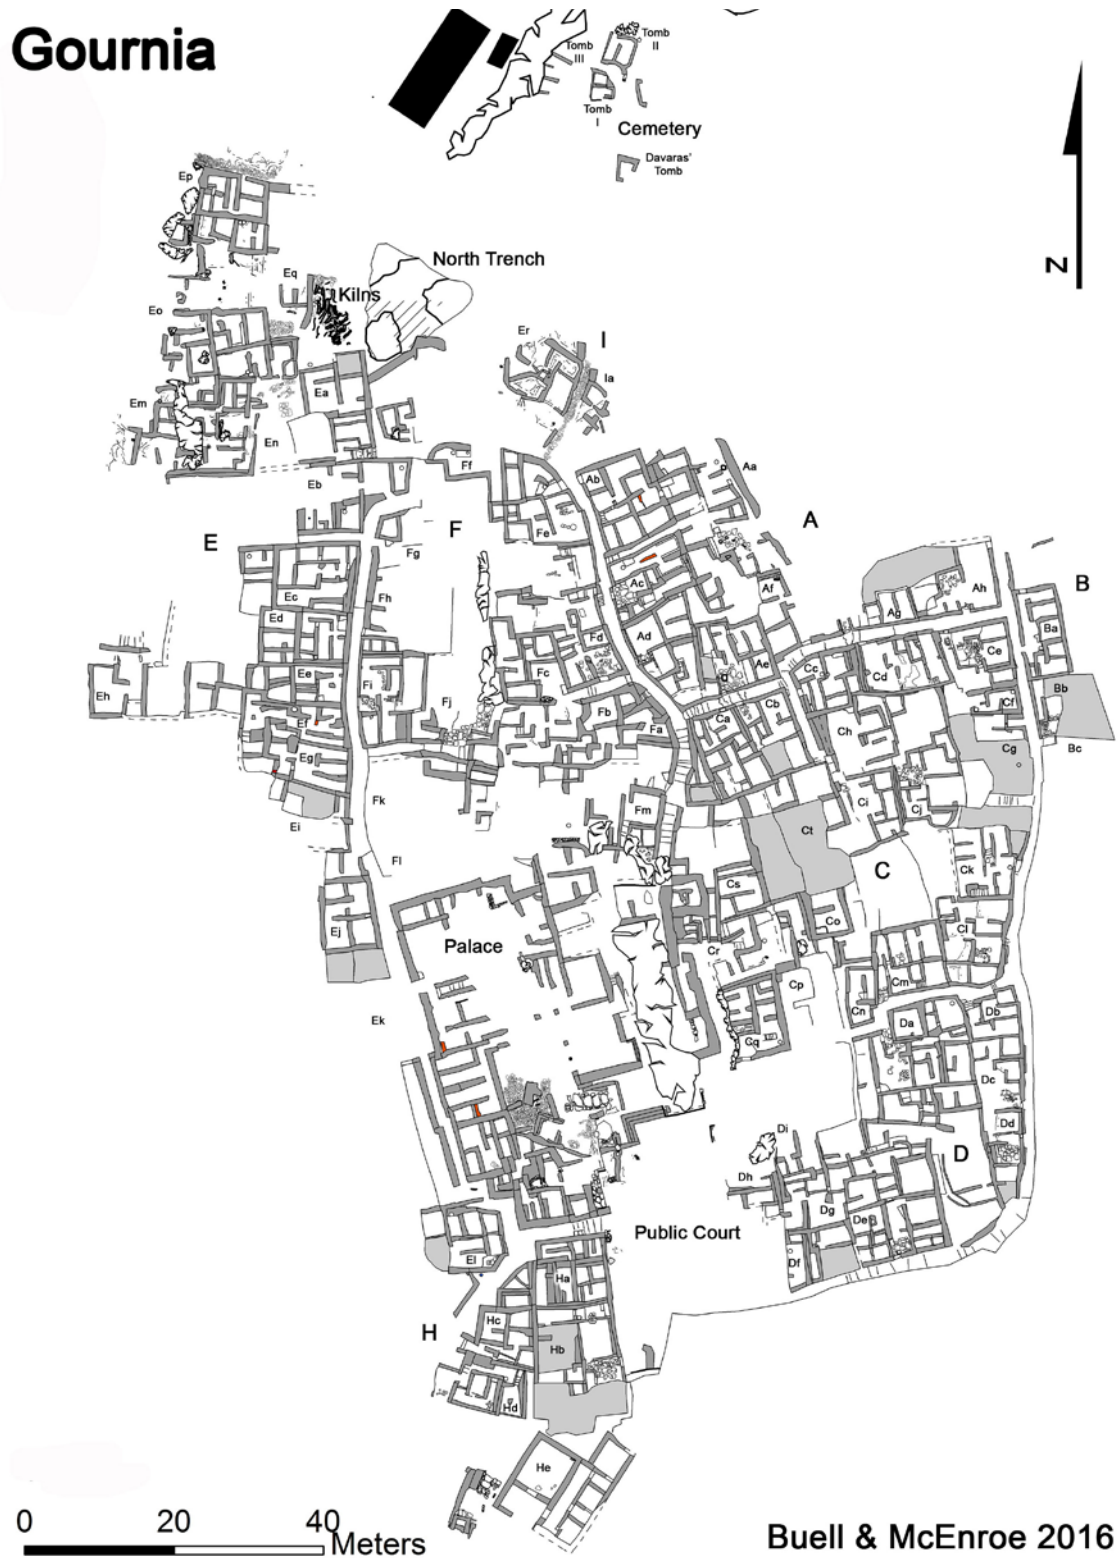 Gournia
Tomb
II
Tomb
III
Tomb
I
Cemetery
Davaras'
Tomb
N
Ep
North Trench
Eq
Kilns
Eo
Er
I
Ia
Ea
Em
En
Ff
Ab
Aa
Eb
A
E
F
Fe
Fg
Ac
Af
Ah
B
Ec
Fh
Ag
Ed
Fd
Ad
Ba
Ee
Fc
Ae
Cc
Ce
Eh
Fi
Cd
Bb
Fj
Fb
Cb
Cf
Ef
Fa
Ca
Ch
Eg
Cg
Bc
Fk
Fm
Ci
Cj
Ei
Ct
Fl
C
Ck
Cs
Ej
Palace
Co
Cl
Cr
Cp
Cm
Ek
Cn
Da
Db
Cq
Dc
Di
Dd
D
Dh
Dg
De
Public Court
El
Df
Ha
Hc
H
Hb
Hd
He
0 20 40
Meters
Buell & McEnroe 2016